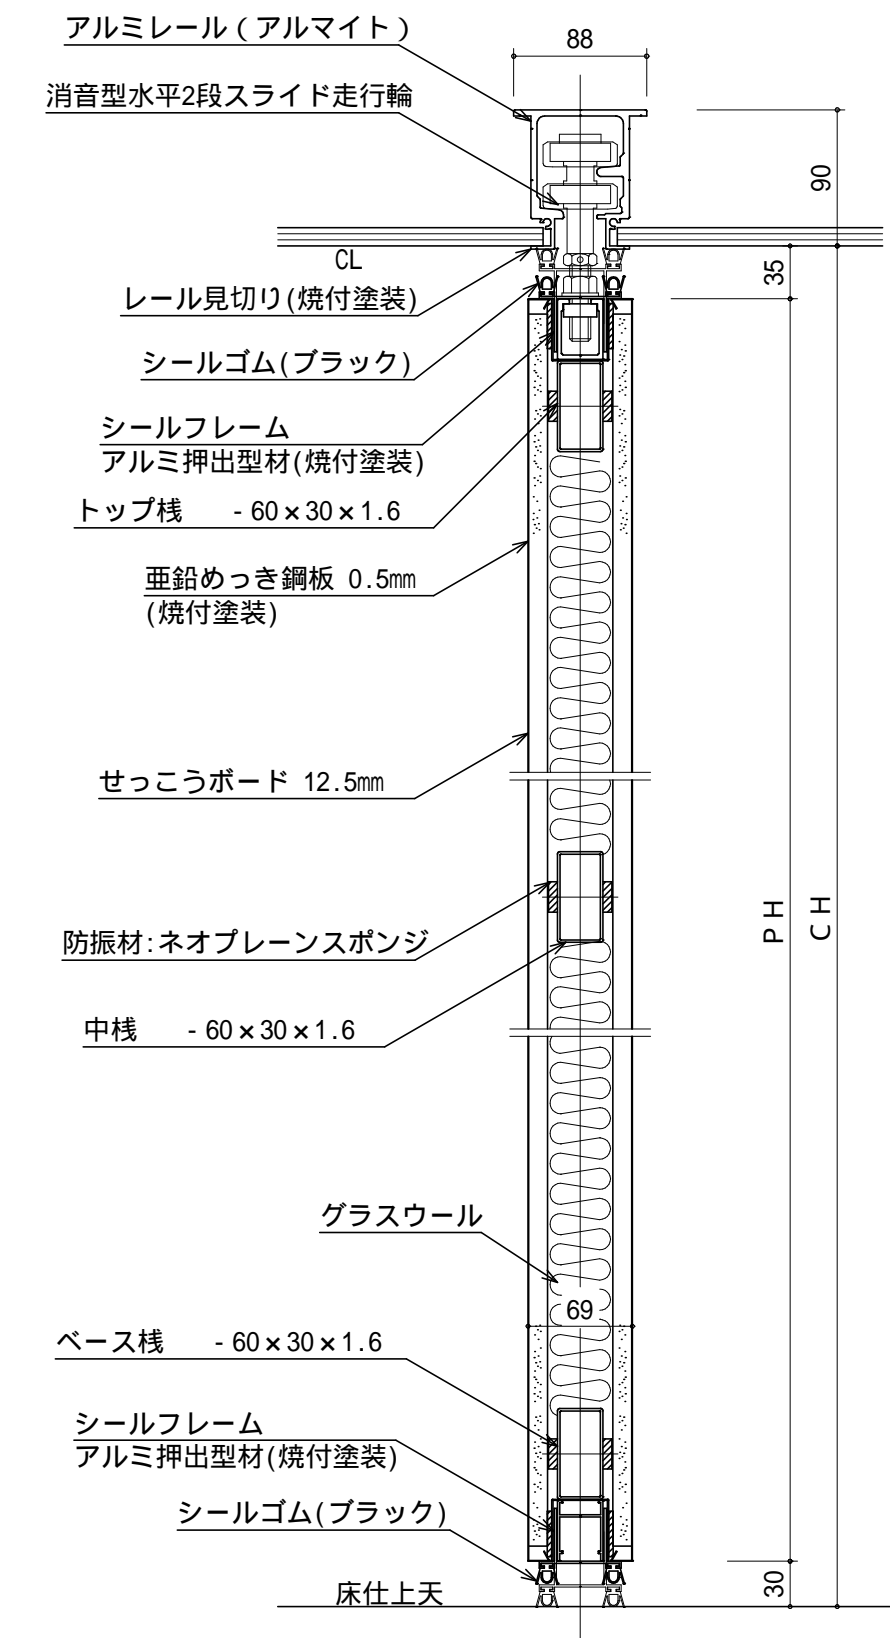 アルミレール(アルマイト)
88
消音型水平2段スライド走行輪
90
CL
35
レール見切り(焼付塗装)
シールゴム(ブラック)
シールフレーム
アルミ押出型材(焼付塗装)
トップ桟 -60×30×1.6
亜鉛めっき鋼板 0.5㎜
(焼付塗装)
せっこうボード 12.5㎜
PH
CH
防振材:ネオプレーンスポンジ
中桟 -60×30×1.6
グラスウール
69
ベース桟 -60×30×1.6
シールフレーム
アルミ押出型材(焼付塗装)
シールゴム(ブラック)
30
床仕上天